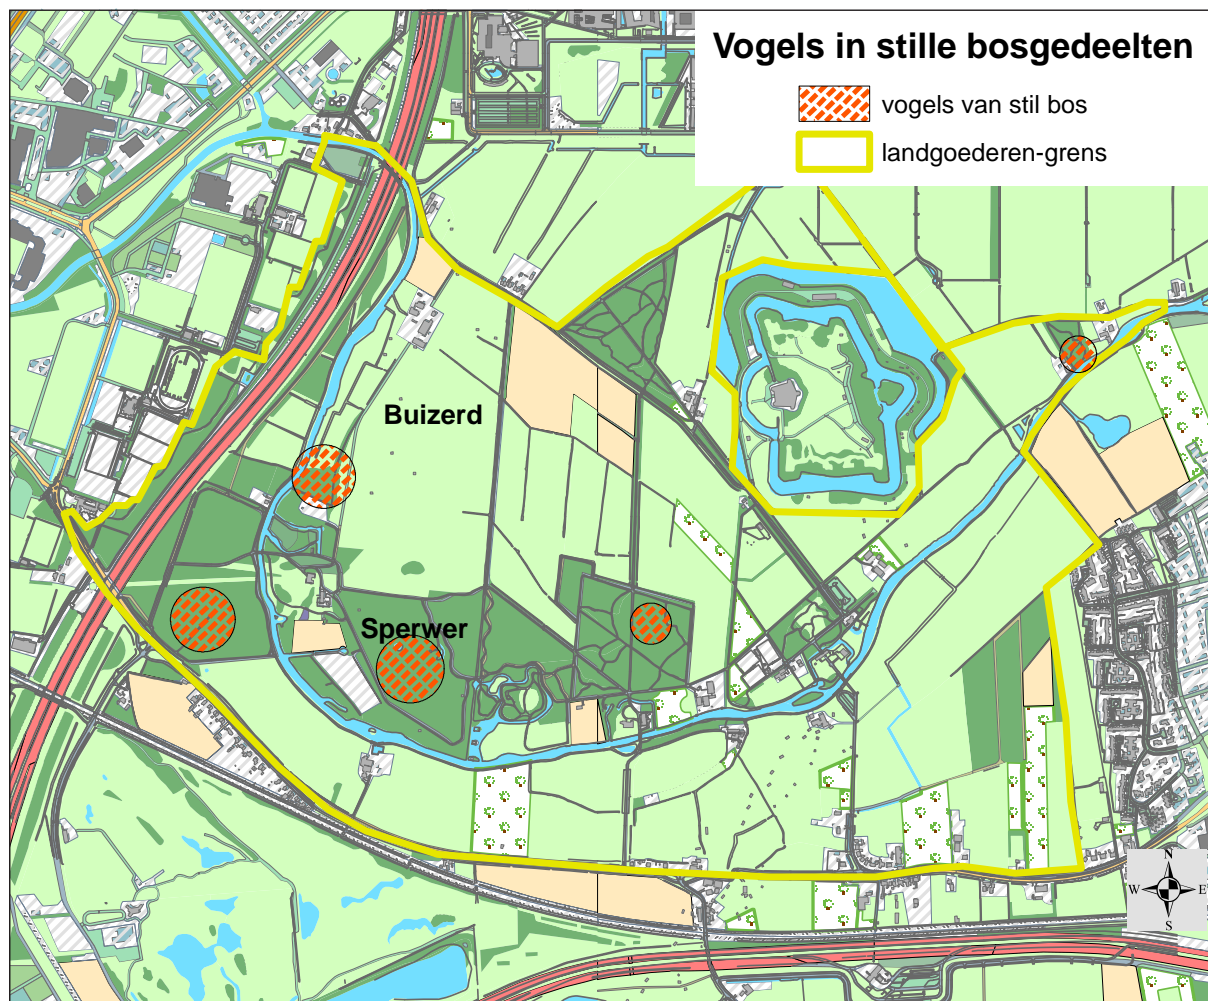 Vogels in stille bosgedeelten
vogels van stil bos
landgoederen-grens
Buizerd
Sperwer
N
W E
S